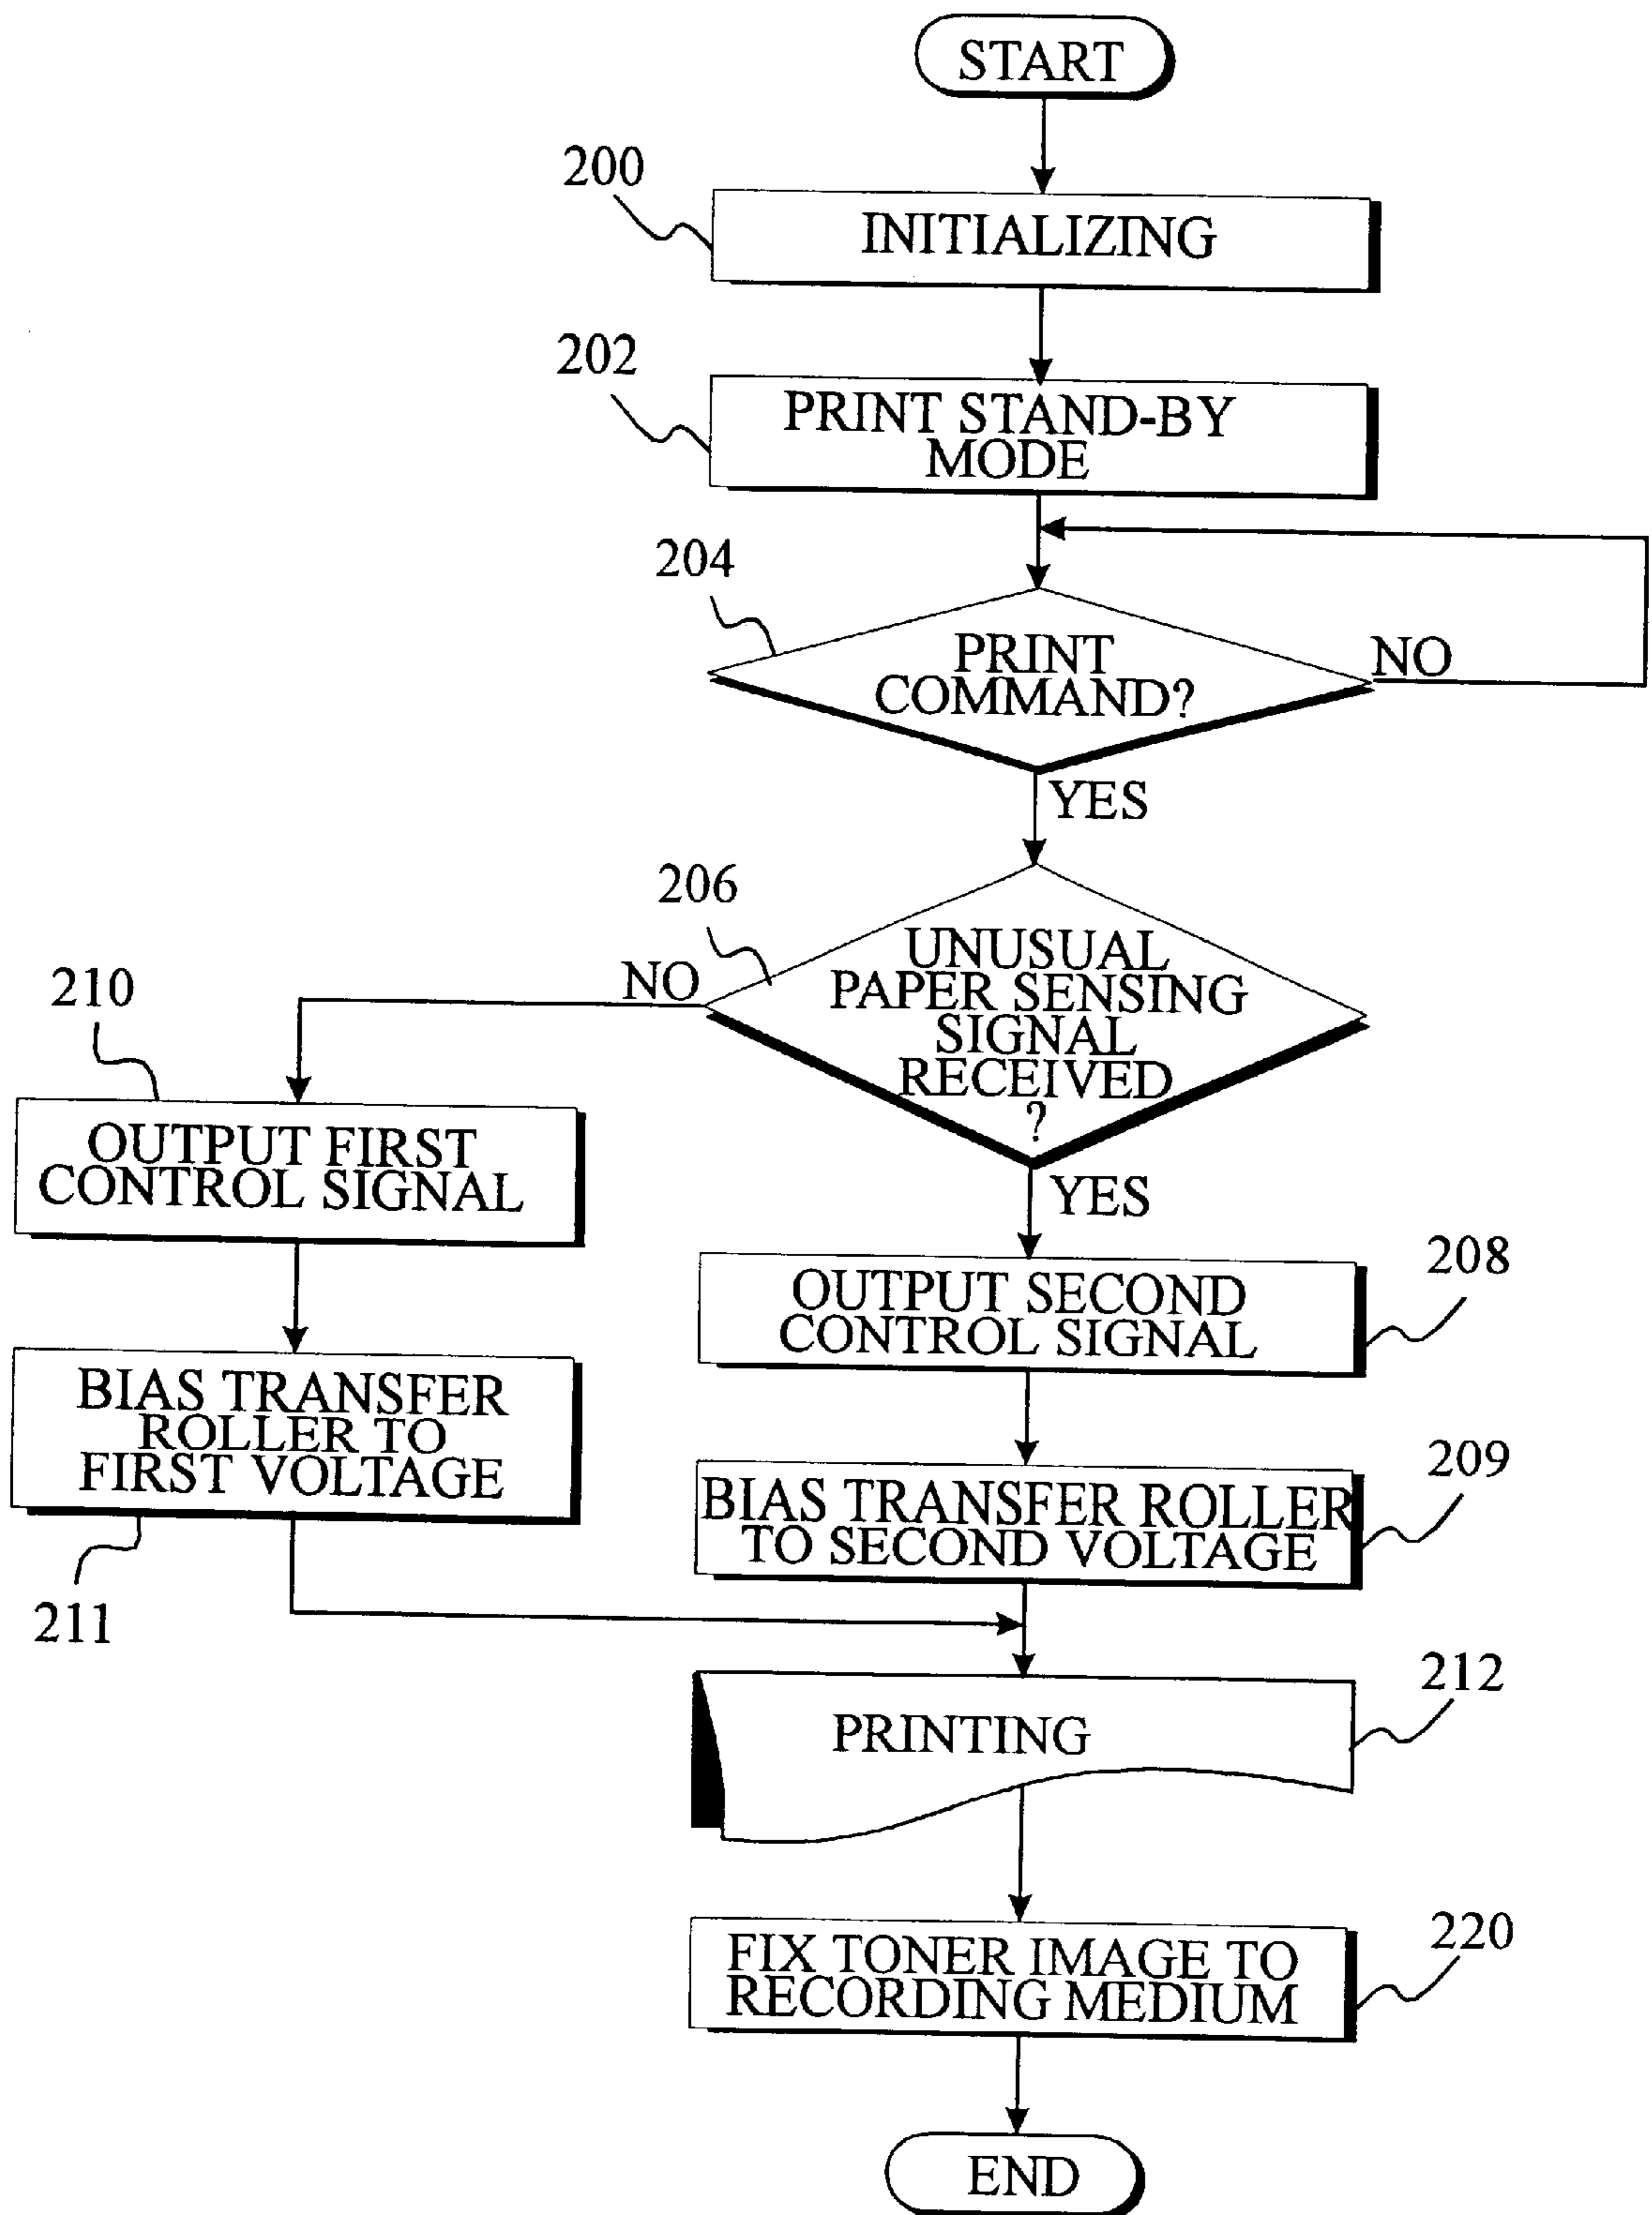 START
200
INITIALIZING
202
PRINT STAND-BY
MODE
204
PRINT
COMMAND?
NO
YES
206
UNUSUAL
PAPER SENSING
SIGNAL
RECEIVED
?
NO
YES
210
OUTPUT FIRST
CONTROL SIGNAL
208
OUTPUT SECOND
CONTROL SIGNAL
BIAS TRANSFER
ROLLER TO
FIRST VOLTAGE
211
209
BIAS TRANSFER ROLLER
TO SECOND VOLTAGE
212
PRINTING
220
FIX TONER IMAGE TO
RECORDING MEDIUM
END